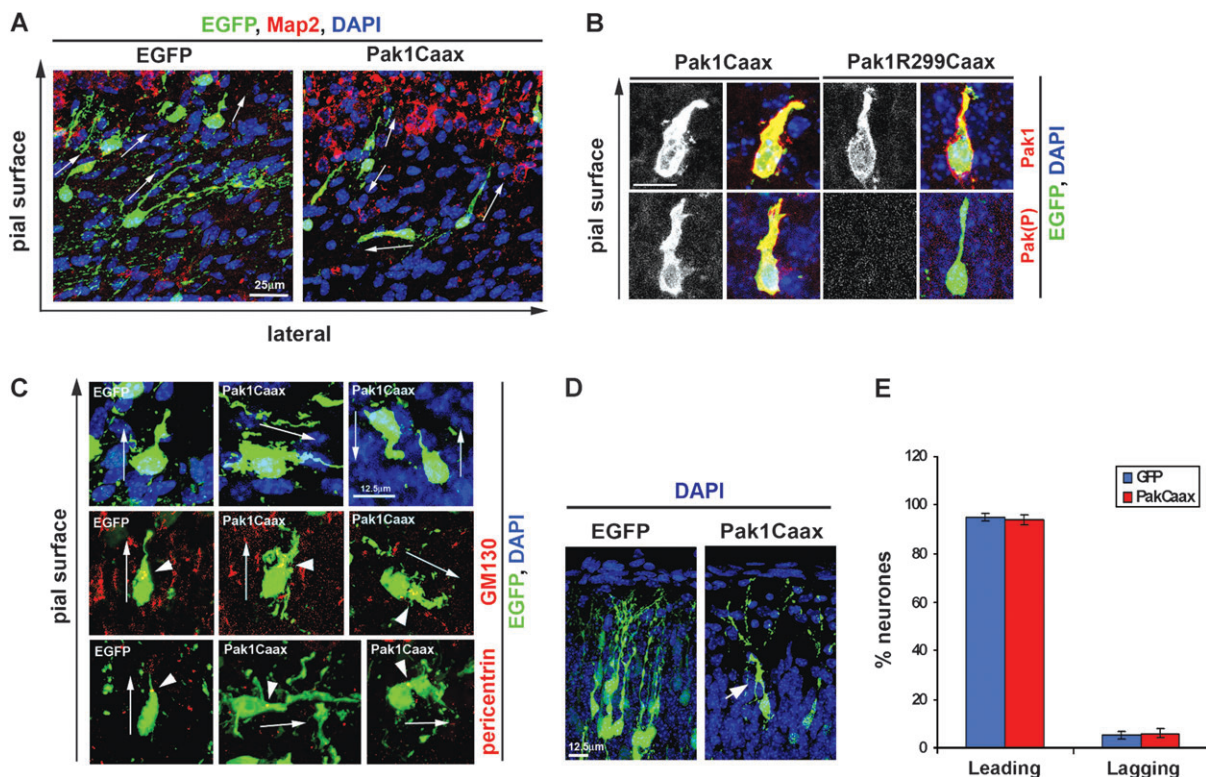 A
EGFP, Map2, DAPI
EGFP
Pak1Caax
pial surface
25µm
lateral
B
Pak1Caax
Pak1R299Caax
pial surface
Pak1
Pak(P)
EGFP, DAPI
C
pial surface
EGFP
Pak1Caax
Pak1Caax
12.5µm
EGFP
Pak1Caax
Pak1Caax
GM130
EGFP
Pak1Caax
Pak1Caax
pericentrin
EGFP, DAPI
D
DAPI
EGFP
Pak1Caax
12.5µm
E
% neurones
120
100
80
60
40
20
0
GFP
PakCaax
Leading
Lagging